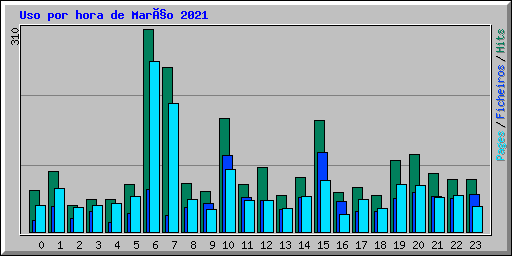 Uso por hora de MarÃ§o 2021
310
Pages / Ficheiros / Hits
0 1 2 3 4 5 6 7 8 9 10 11 12 13 14 15 16 17 18 19 20 21 22 23